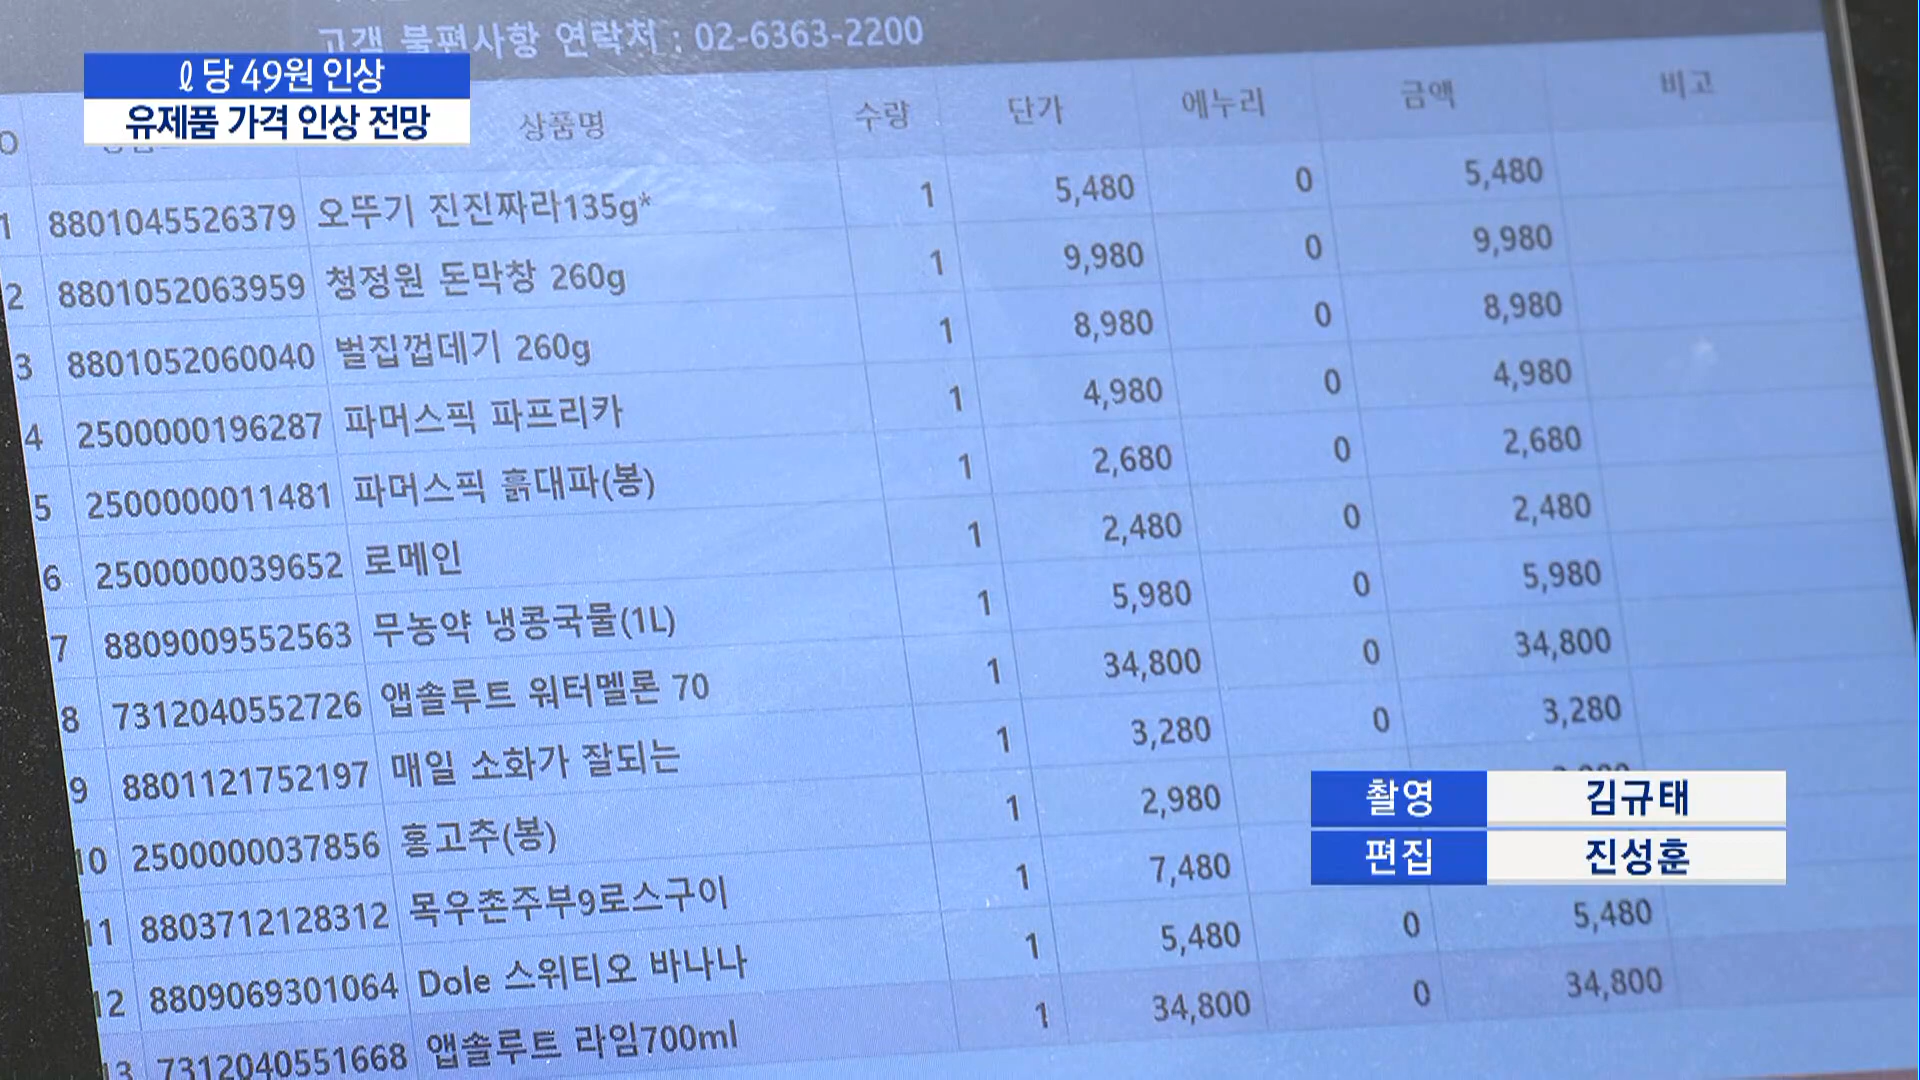 고객 불편사항 연락처 : 02-6363-2200
ℓ 당 49원 인상
유제품 가격 인상 전망
상품명 수량 단가 에누리 금액 비고
1 8801045526379 오뚜기 진진짜라135g* 1 5,480 0 5,480
2 8801052063959 청정원 돈막창 260g 1 9,980 0 9,980
3 8801052060040 벌집껍데기 260g 1 8,980 0 8,980
4 2500000196287 파머스픽 파프리카 1 4,980 0 4,980
5 2500000011481 파머스픽 흙대파(봉) 1 2,680 0 2,680
6 2500000039652 로메인 1 2,480 0 2,480
7 8809009552563 무농약 냉콩국물(1L) 1 5,980 0 5,980
8 7312040552726 앱솔루트 워터멜론 70 1 34,800 0 34,800
9 8801121752197 매일 소화가 잘되는 1 3,280 0 3,280
10 2500000037856 홍고추(봉) 1 2,980
11 8803712128312 목우촌주부9로스구이 1 7,480
12 8809069301064 Dole 스위티오 바나나 1 5,480 0 5,480
13 7312040551668 앱솔루트 라임700ml 1 34,800 0 34,800
촬영 김규태
편집 진성훈